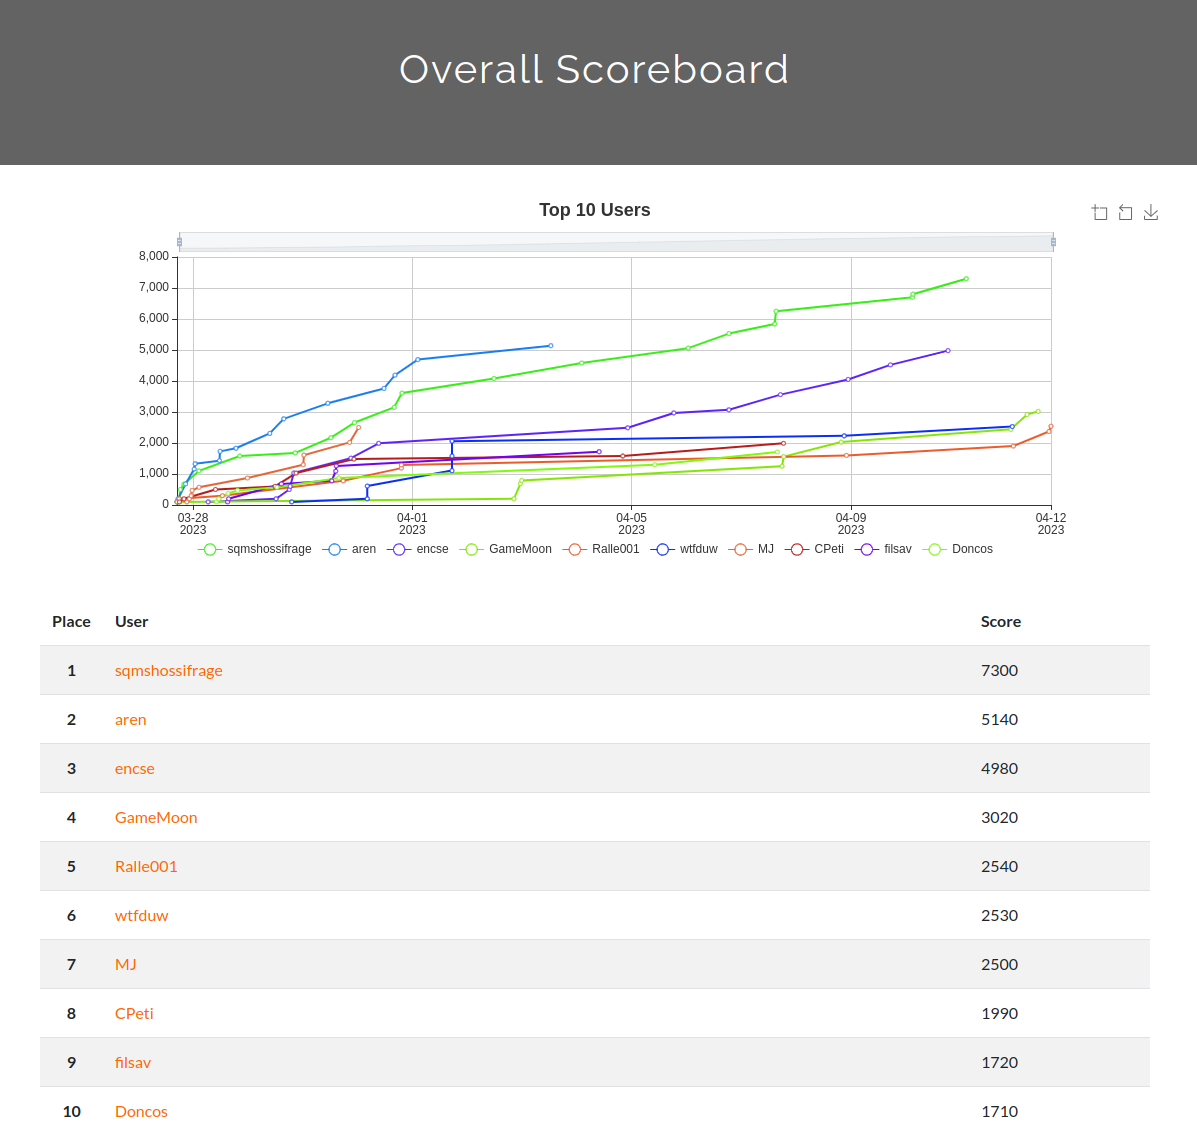 Overall Scoreboard
Top 10 Users
8,000
7,000
6,000
5,000
4,000
3,000
2,000
1,000
0
03-28 04-01 04-05 04-09 04-12
2023 2023 2023 2023 2023
sqmshossifrage aren encse GameMoon Ralle001 wtfduw MJ CPeti filsav Doncos
Place User Score
1 sqmshossifrage 7300
2 aren 5140
3 encse 4980
4 GameMoon 3020
5 Ralle001 2540
6 wtfduw 2530
7 MJ 2500
8 CPeti 1990
9 filsav 1720
10 Doncos 1710